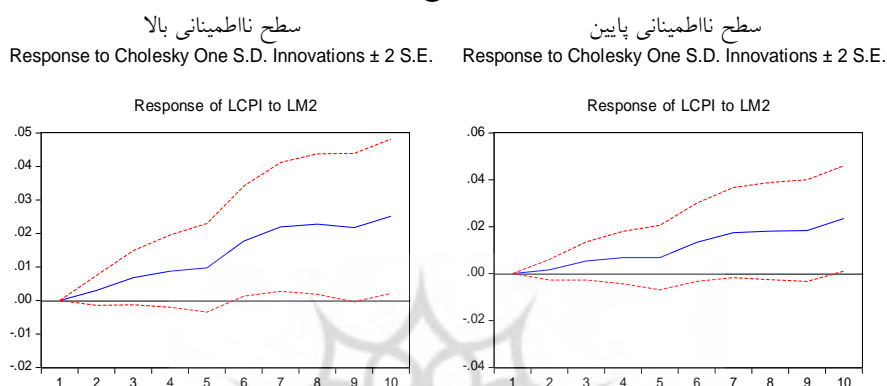 سطح نااطمینانی بالا
سطح نااطمینانی پایین
Response to Cholesky One S.D. Innovations ± 2 S.E.
Response to Cholesky One S.D. Innovations ± 2 S.E.
Response of LCPI to LM2
.05
.04
.03
.02
.01
.00
-.01
-.02
1 2 3 4 5 6 7 8 9 10
Response of LCPI to LM2
.06
.04
.02
.00
-.02
-.04
1 2 3 4 5 6 7 8 9 10